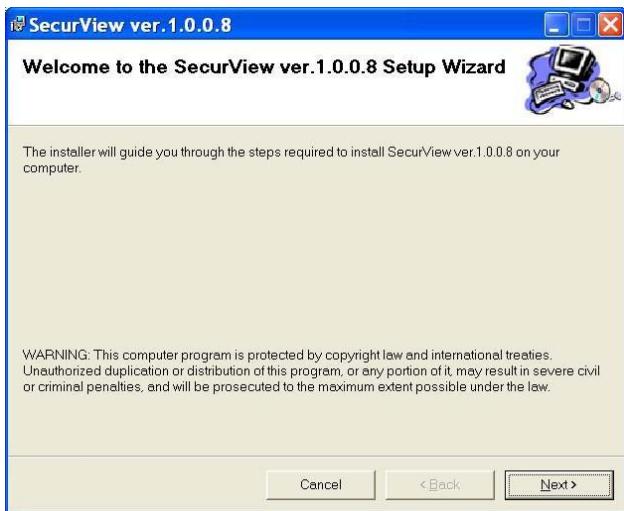 SecurView ver.1.0.0.8
Welcome to the SecurView ver.1.0.0.8 Setup Wizard
The installer will guide you through the steps required to install SecurView ver.1.0.0.8 on your
computer.
WARNING: This computer program is protected by copyright law and international treaties.
Unauthorized duplication or distribution of this program, or any portion of it, may result in severe civil
or criminal penalties, and will be prosecuted to the maximum extent possible under the law.
Cancel
< Back
Next >